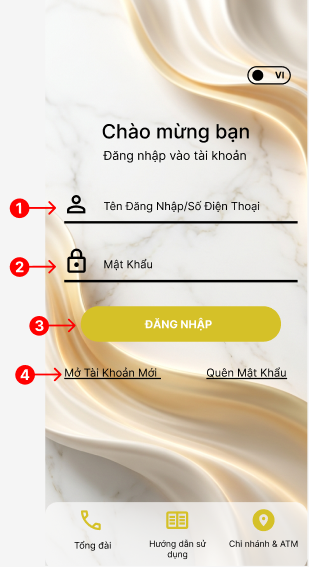 VI
Chào mừng bạn
Đăng nhập vào tài khoản
1 Tên Đăng Nhập/Số Điện Thoại
2 Mật Khẩu
3 ĐĂNG NHẬP
4 Mở Tài Khoản Mới Quên Mật Khẩu
Tổng đài
Hướng dẫn sử
dụng
Chi nhánh & ATM